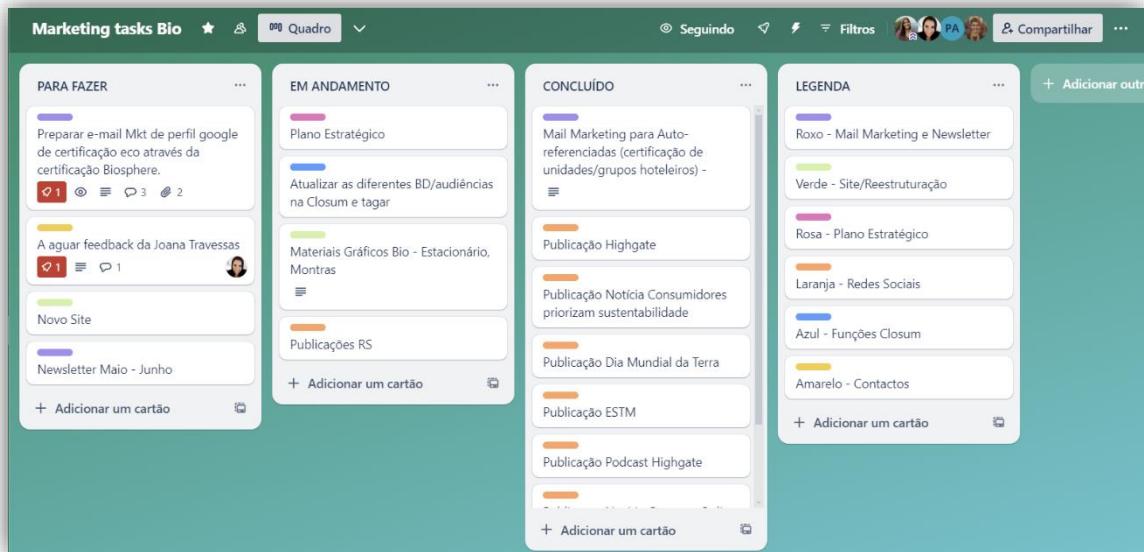 Marketing tasks Bio
Quadro
Seguindo
Filtros
PA
Compartilhar
PARA FAZER
Preparar e-mail Mkt de perfil google
de certificação eco através da
certificação Biosphere.
1
3
2
A aguar feedback da Joana Travessas
1
1
Novo Site
Newsletter Maio - Junho
+ Adicionar um cartão
EM ANDAMENTO
Plano Estratégico
Atualizar as diferentes BD/audiências
na Closum e tagar
Materiais Gráficos Bio - Estacionário,
Montras
Publicações RS
+ Adicionar um cartão
CONCLUÍDO
Mail Marketing para Auto-
referenciadas (certificação de
unidades/grupos hoteleiros) -
Publicação Highgate
Publicação Notícia Consumidores
priorizam sustentabilidade
Publicação Dia Mundial da Terra
Publicação ESTM
Publicação Podcast Highgate
+ Adicionar um cartão
LEGENDA
Roxo - Mail Marketing e Newsletter
Verde - Site/Reestruturação
Rosa - Plano Estratégico
Laranja - Redes Sociais
Azul - Funções Closum
Amarelo - Contactos
+ Adicionar um cartão
+ Adicionar outr